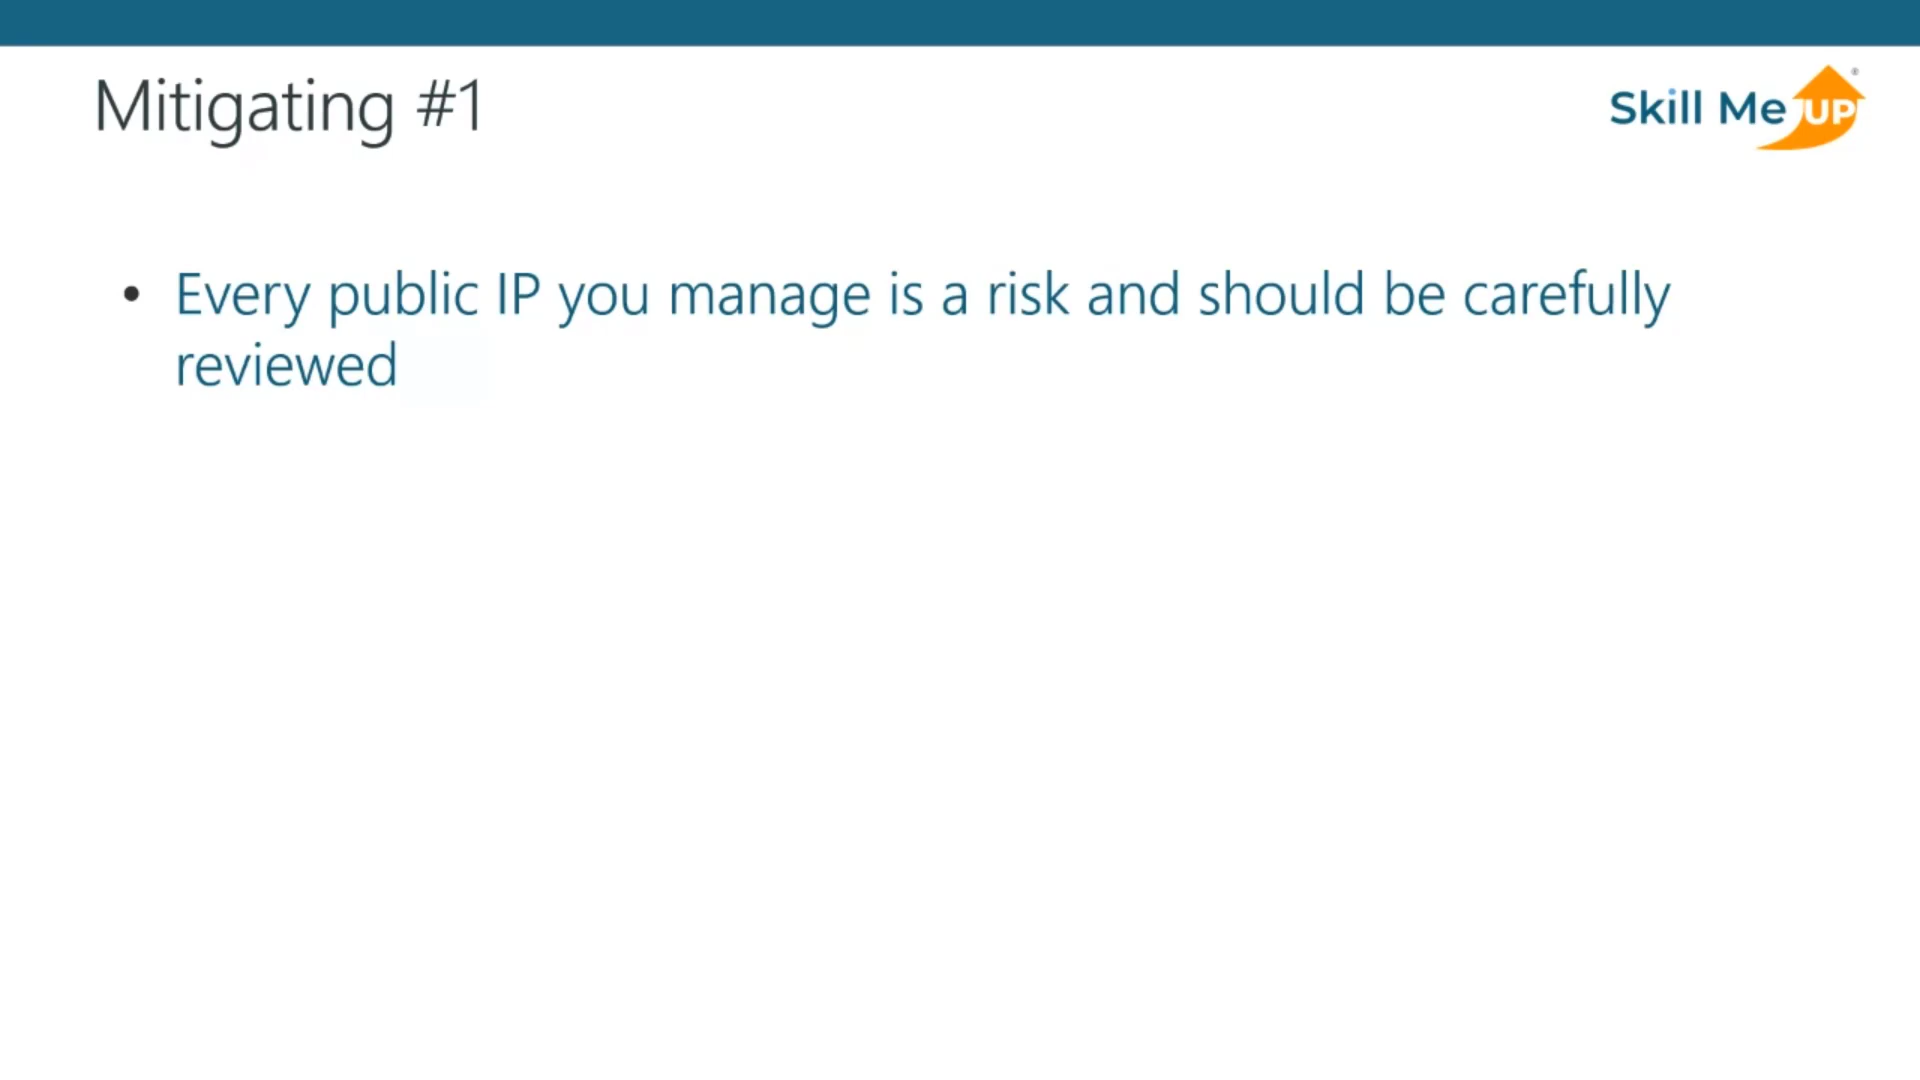 Mitigating #1
Skill Me UP®
• Every public IP you manage is a risk and should be carefully
reviewed